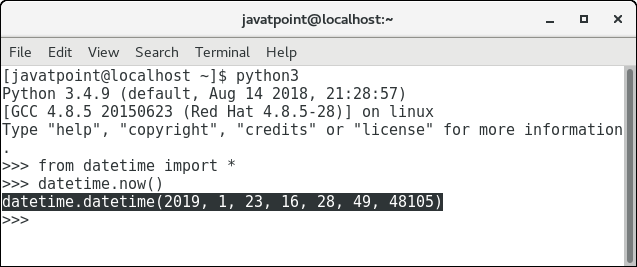 javatpoint@localhost:~
File Edit View Search Terminal Help
[javatpoint@localhost ~]$ python3
Python 3.4.9 (default, Aug 14 2018, 21:28:57)
[GCC 4.8.5 20150623 (Red Hat 4.8.5-28)] on linux
Type "help", "copyright", "credits" or "license" for more information
.
>>> from datetime import *
>>> datetime.now()
datetime.datetime(2019, 1, 23, 16, 28, 49, 48105)
>>>